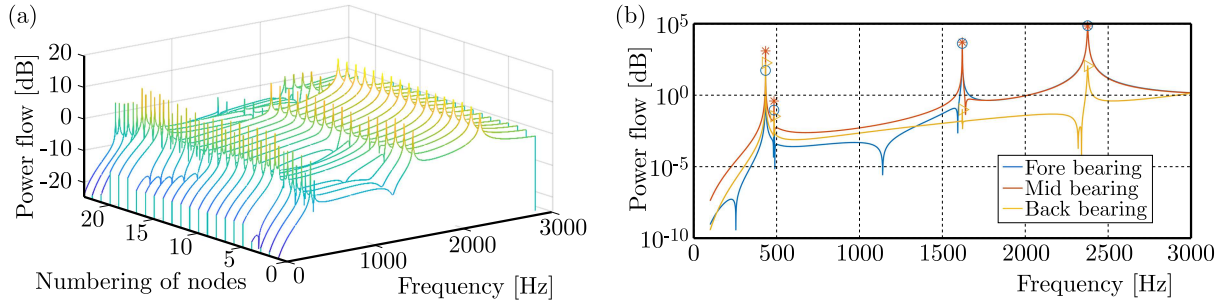 (a)
20
10
0
-10
-20
Power flow [dB]
20
15
10
5
0
Numbering of nodes
0
1000
2000
3000
Frequency [Hz]
(b)
10^5
10^0
10^-5
10^-10
Power flow [dB]
0
500
1000
1500
2000
2500
3000
Frequency [Hz]
Fore bearing
Mid bearing
Back bearing